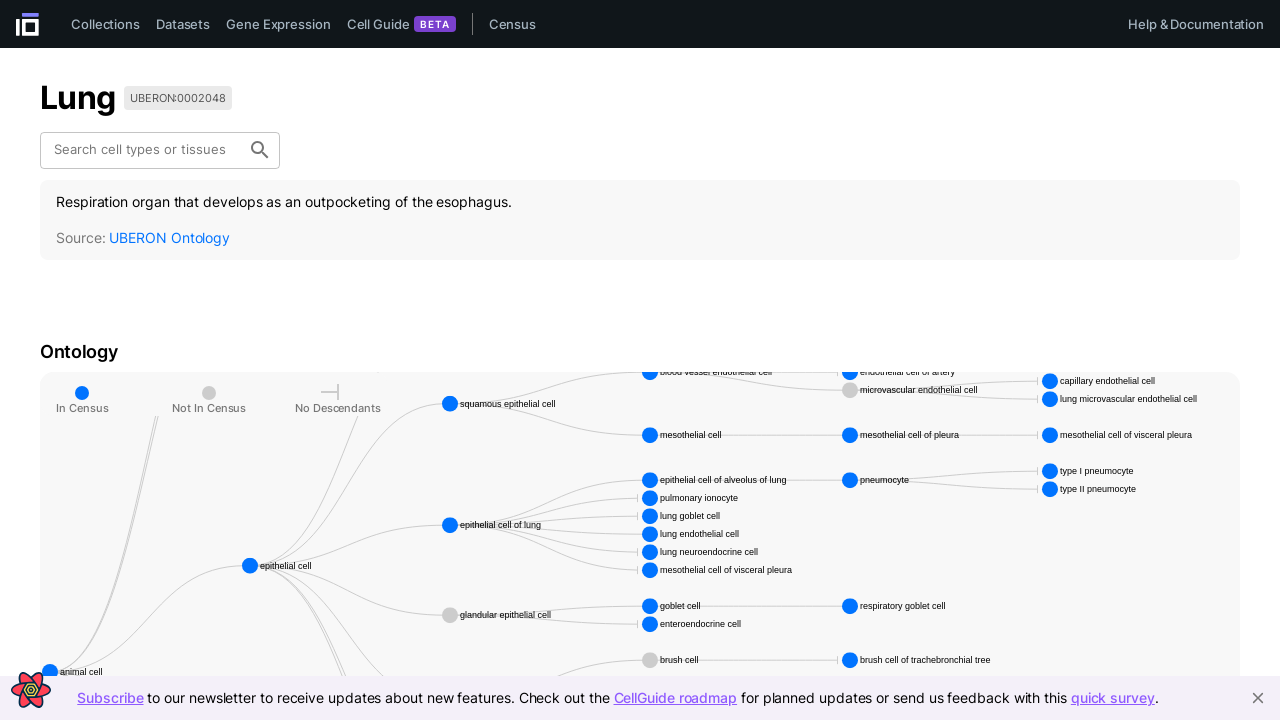 Collections Datasets Gene Expression Cell Guide BETA Census Help & Documentation
Lung UBERON:0002048
Search cell types or tissues
Respiration organ that develops as an outpocketing of the esophagus.
Source: UBERON Ontology
Ontology
In Census Not In Census No Descendants
blood vessel endothelial cell endothelial cell of artery
capillary endothelial cell
microvascular endothelial cell
lung microvascular endothelial cell
squamous epithelial cell
mesothelial cell mesothelial cell of pleura mesothelial cell of visceral pleura
type I pneumocyte
epithelial cell of alveolus of lung pneumocyte
type II pneumocyte
pulmonary ionocyte
lung goblet cell
epithelial cell of lung
lung endothelial cell
lung neuroendocrine cell
epithelial cell
mesothelial cell of visceral pleura
goblet cell respiratory goblet cell
glandular epithelial cell
enteroendocrine cell
brush cell brush cell of trachebronchial tree
animal cell
Subscribe to our newsletter to receive updates about new features. Check out the CellGuide roadmap for planned updates or send us feedback with this quick survey.